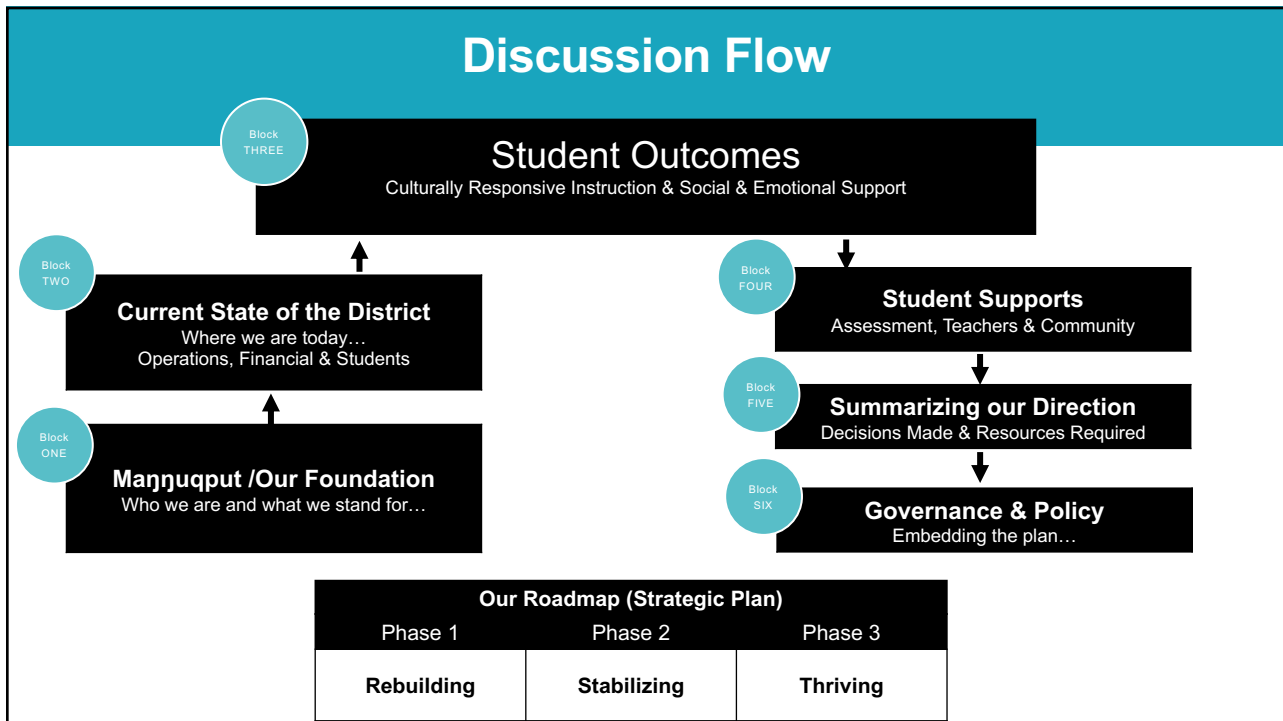 Discussion Flow
Block
THREE
Student Outcomes
Culturally Responsive Instruction & Social & Emotional Support
Block
TWO
Current State of the District
Where we are today…
Operations, Financial & Students
Block
ONE
Maŋŋuqput /Our Foundation
Who we are and what we stand for…
Block
FOUR
Student Supports
Assessment, Teachers & Community
Block
FIVE
Summarizing our Direction
Decisions Made & Resources Required
Block
SIX
Governance & Policy
Embedding the plan…
Our Roadmap (Strategic Plan)
Phase 1 Phase 2 Phase 3
Rebuilding Stabilizing Thriving